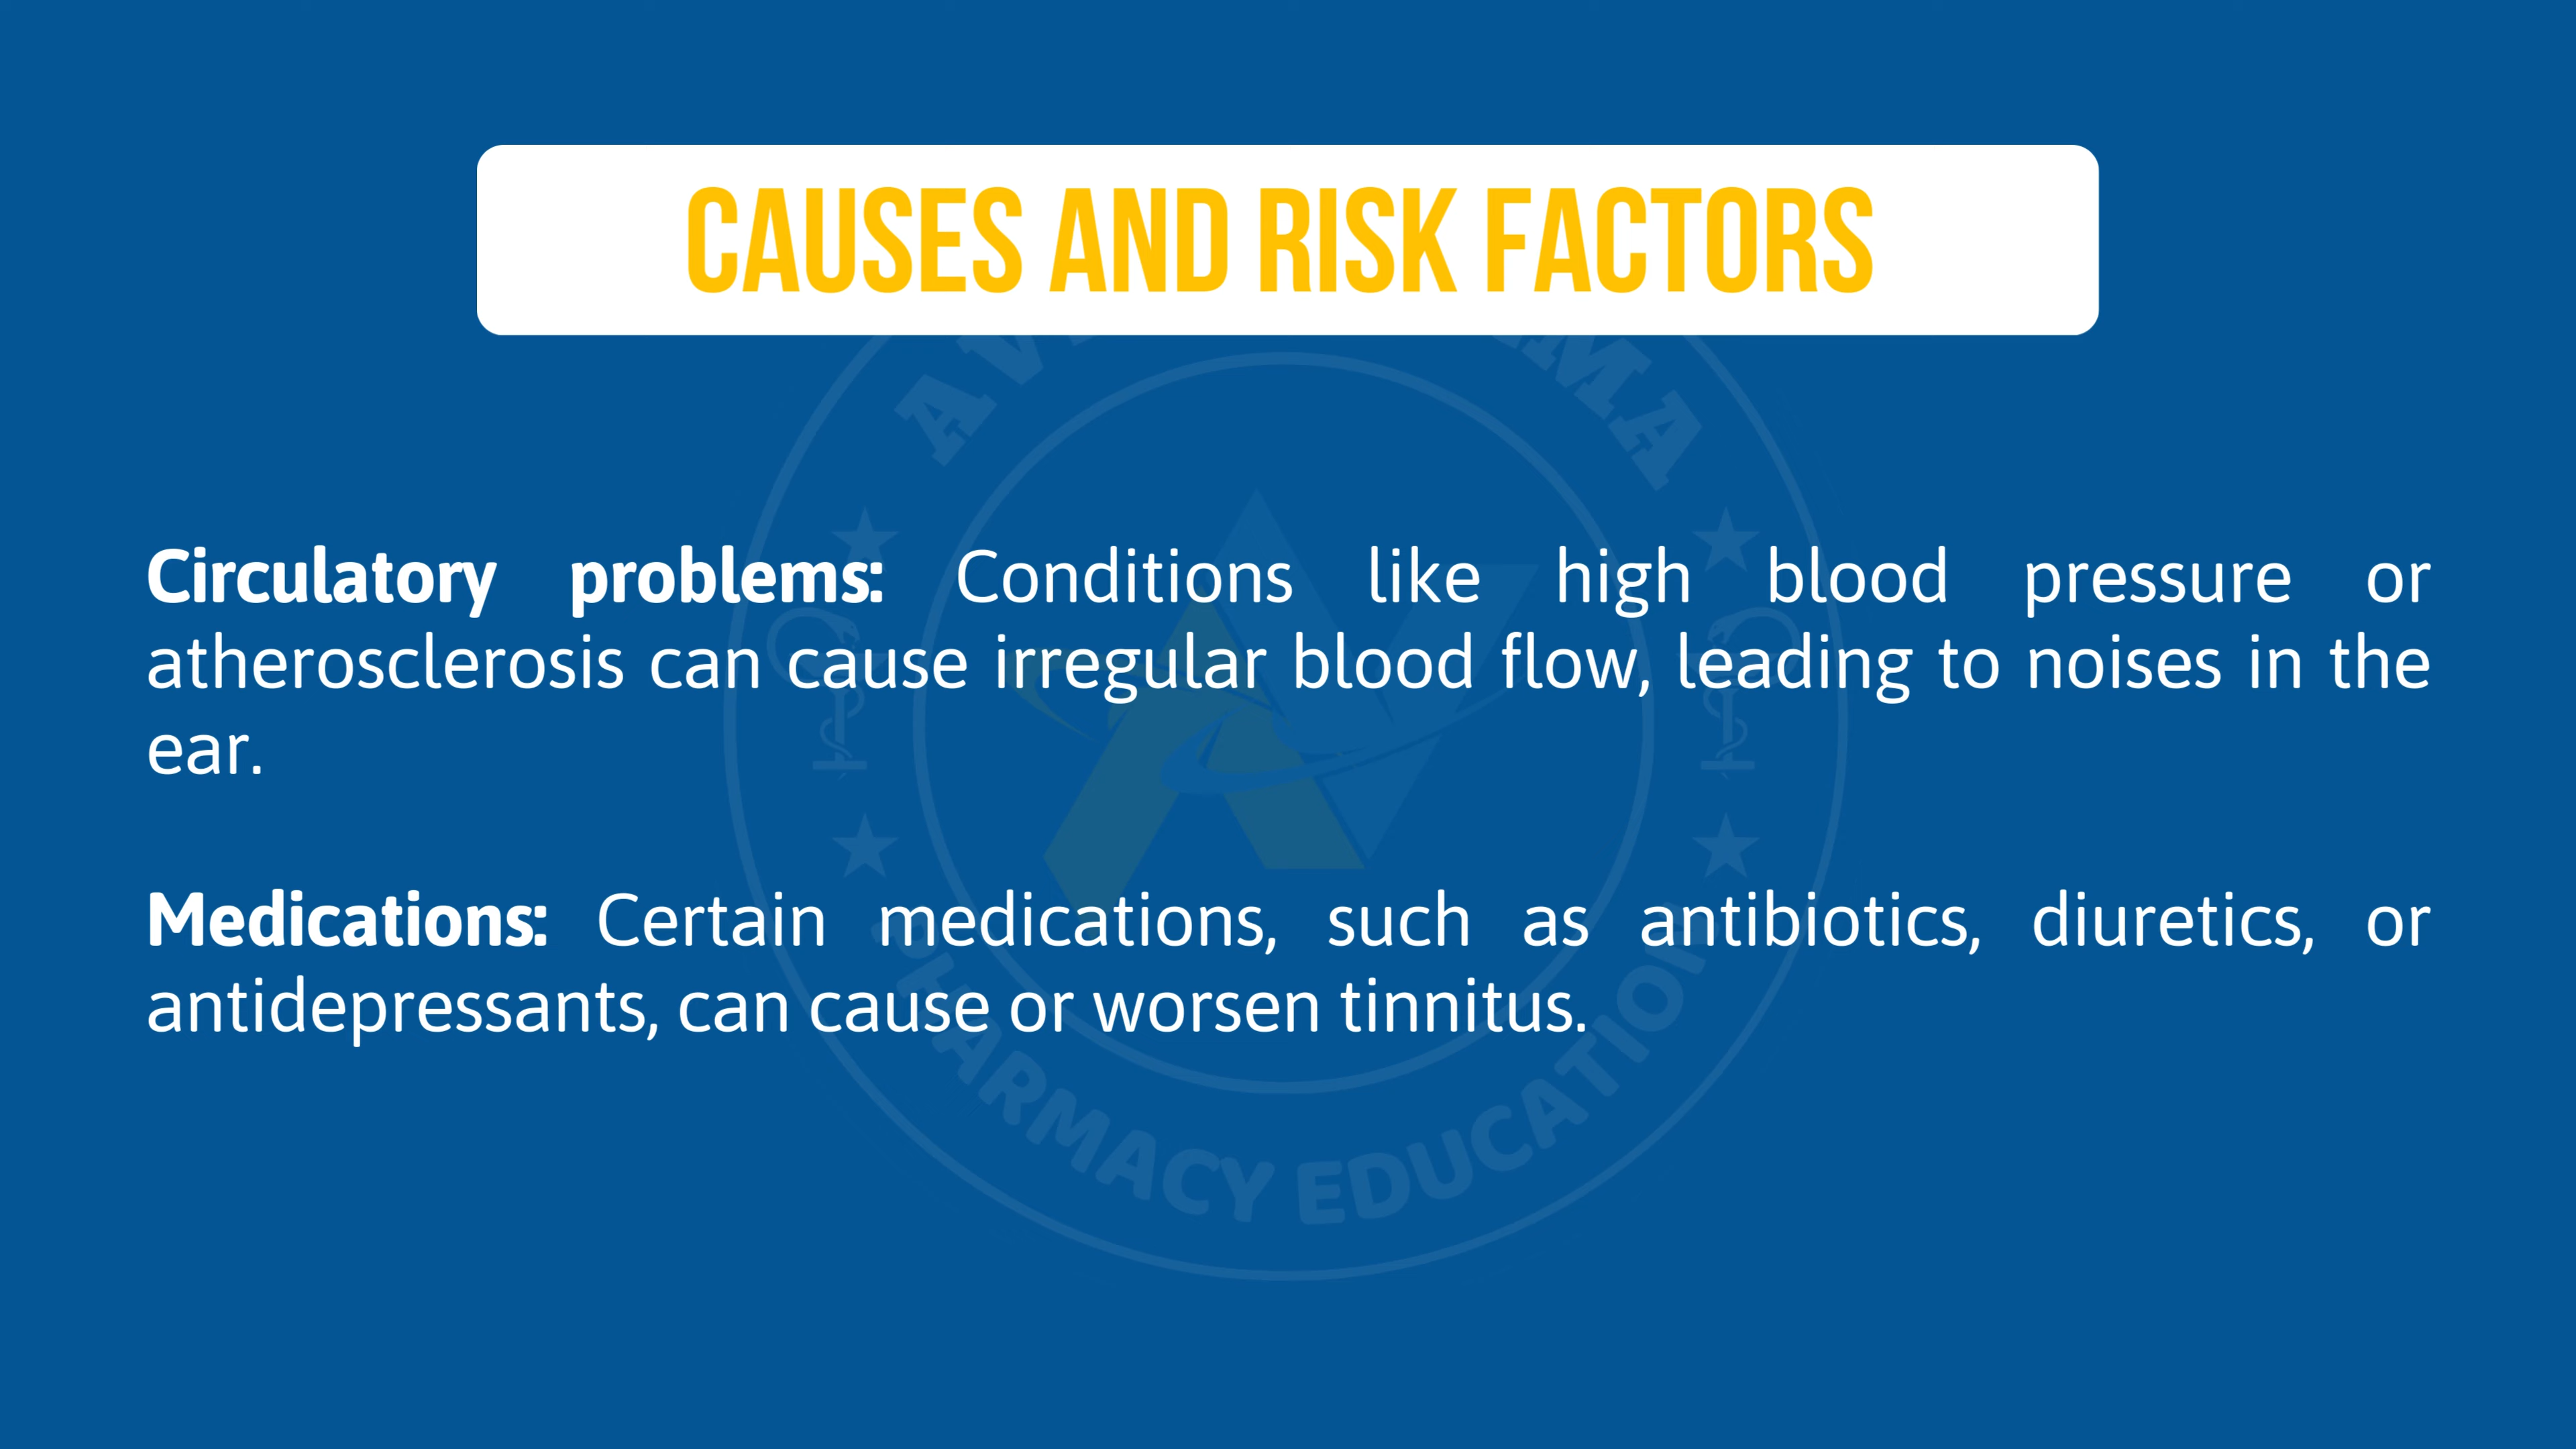 CAUSES AND RISK FACTORS
Circulatory problems: Conditions like high blood pressure or
atherosclerosis can cause irregular blood flow, leading to noises in the
ear.
Medications: Certain medications, such as antibiotics, diuretics, or
antidepressants, can cause or worsen tinnitus.
PHARMACY EDUCATION